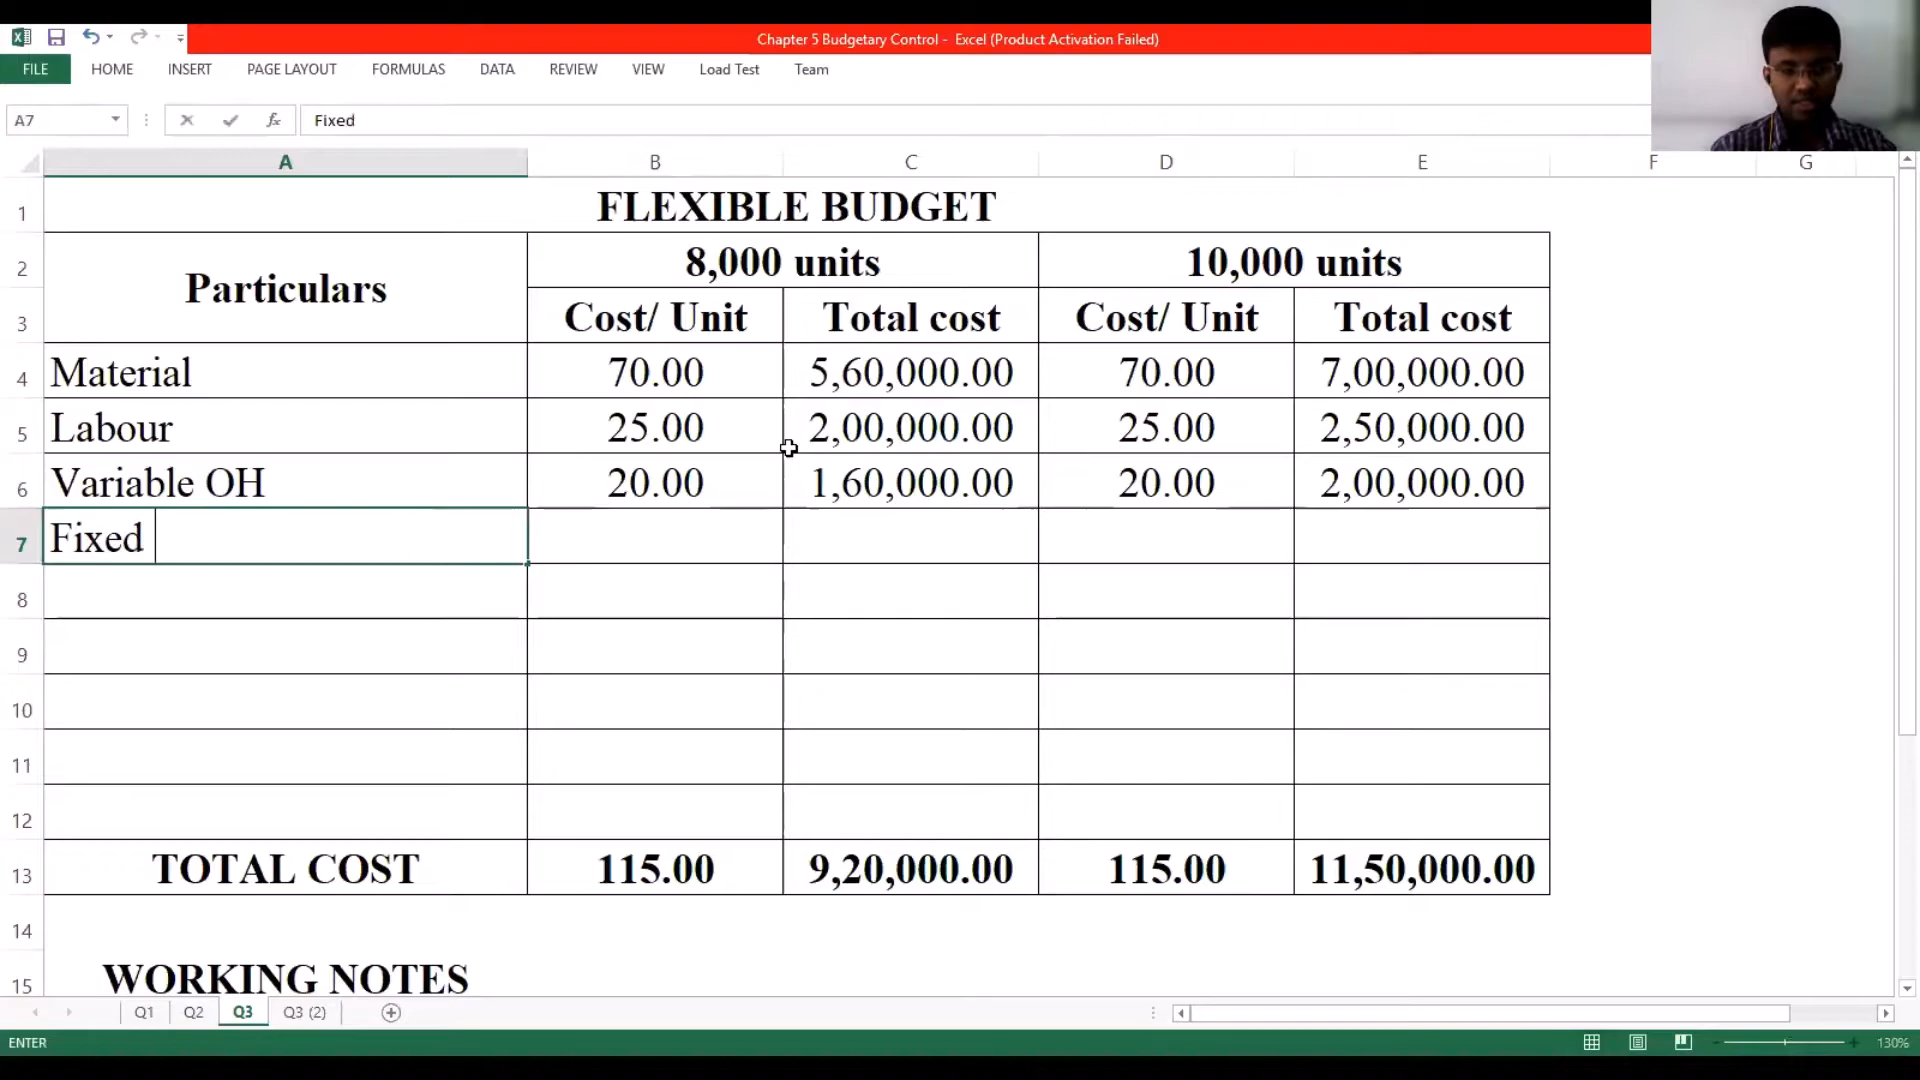 Chapter 5 Budgetary Control - Excel (Product Activation Failed)
FILE HOME INSERT PAGE LAYOUT FORMULAS DATA REVIEW VIEW Load Test Team
A7 fx Fixed
A B C D E F G
1 FLEXIBLE BUDGET
2 Particulars 8,000 units 10,000 units
3 Cost/ Unit Total cost Cost/ Unit Total cost
4 Material 70.00 5,60,000.00 70.00 7,00,000.00
5 Labour 25.00 2,00,000.00 25.00 2,50,000.00
6 Variable OH 20.00 1,60,000.00 20.00 2,00,000.00
7 Fixed
8
9
10
11
12
13 TOTAL COST 115.00 9,20,000.00 115.00 11,50,000.00
14
15 WORKING NOTES
Q1 Q2 Q3 Q3 (2)
ENTER 130%